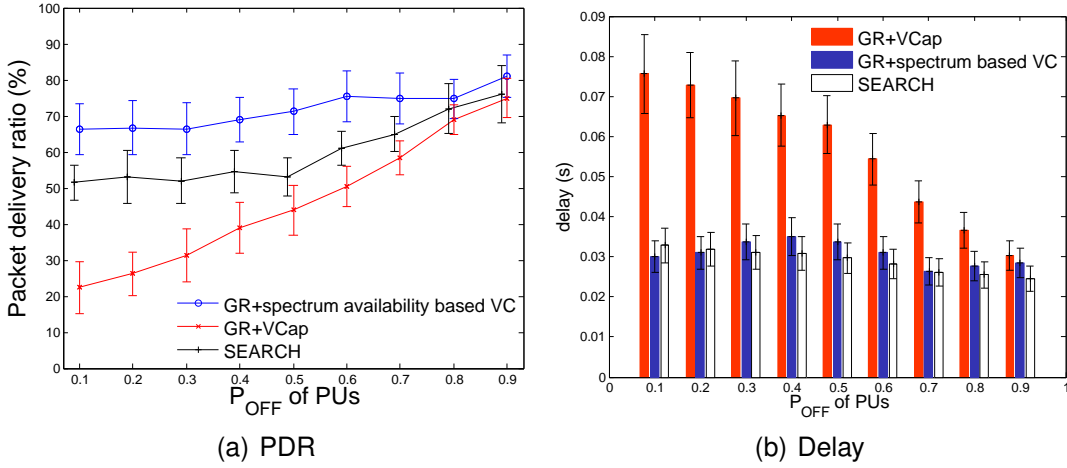 100
90
80
70
60
50
40
30
20
10
0
Packet delivery ratio (%)
GR+spectrum availability based VC
GR+VCap
SEARCH
0.1 0.2 0.3 0.4 0.5 0.6 0.7 0.8 0.9
P_OFF of PUs
(a) PDR
0.09
0.08
0.07
0.06
0.05
0.04
0.03
0.02
0.01
0
delay (s)
GR+VCap
GR+spectrum based VC
SEARCH
0 0.1 0.2 0.3 0.4 0.5 0.6 0.7 0.8 0.9 1
P_OFF of PUs
(b) Delay